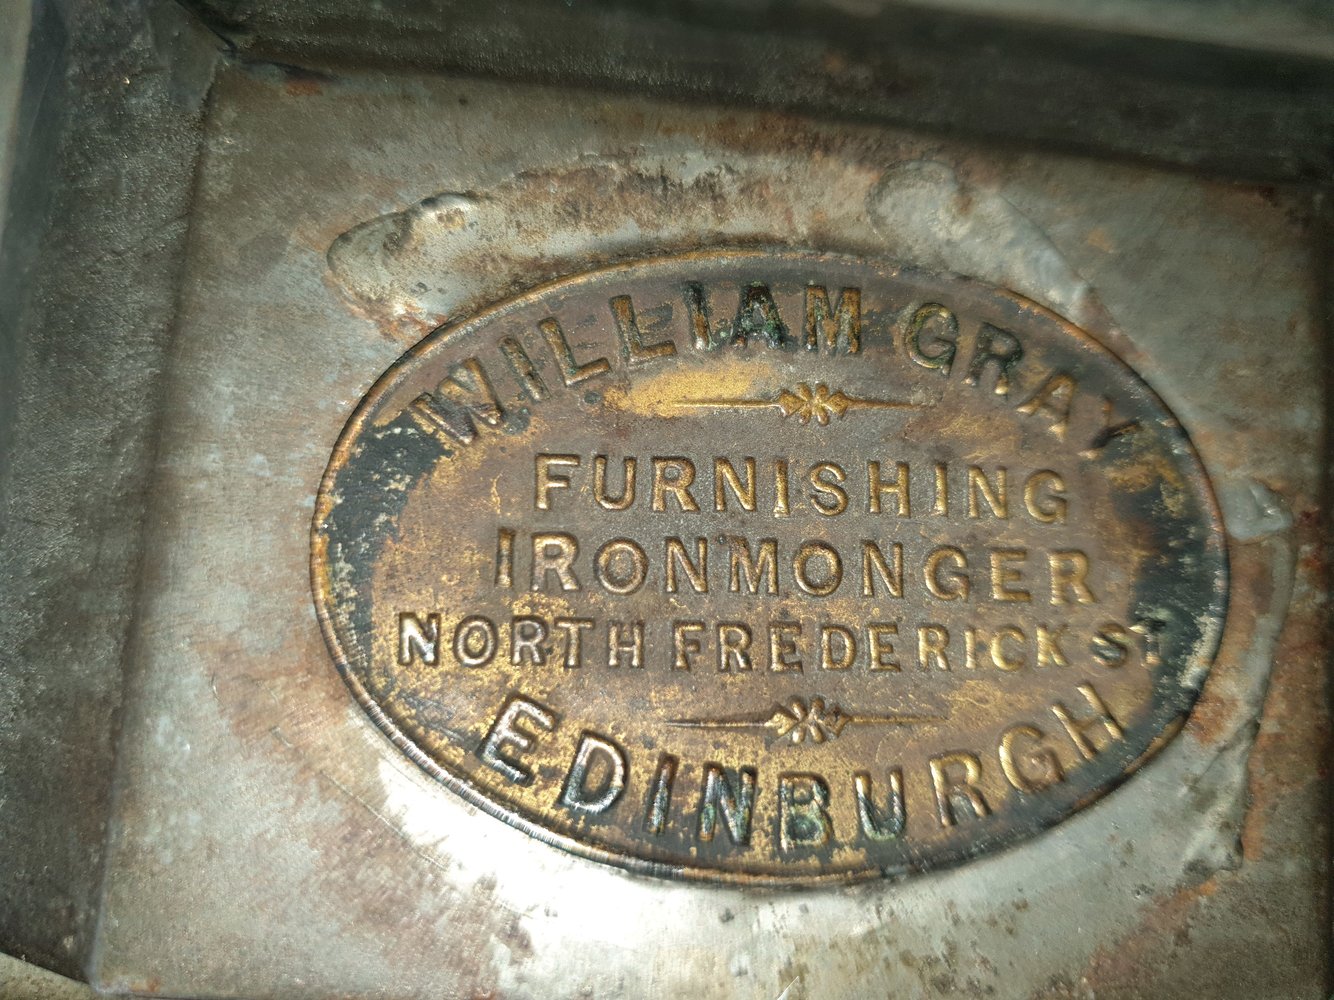 WILLIAM GRAY
FURNISHING
IRONMONGER
NORTH FREDERICK ST
EDINBURGH